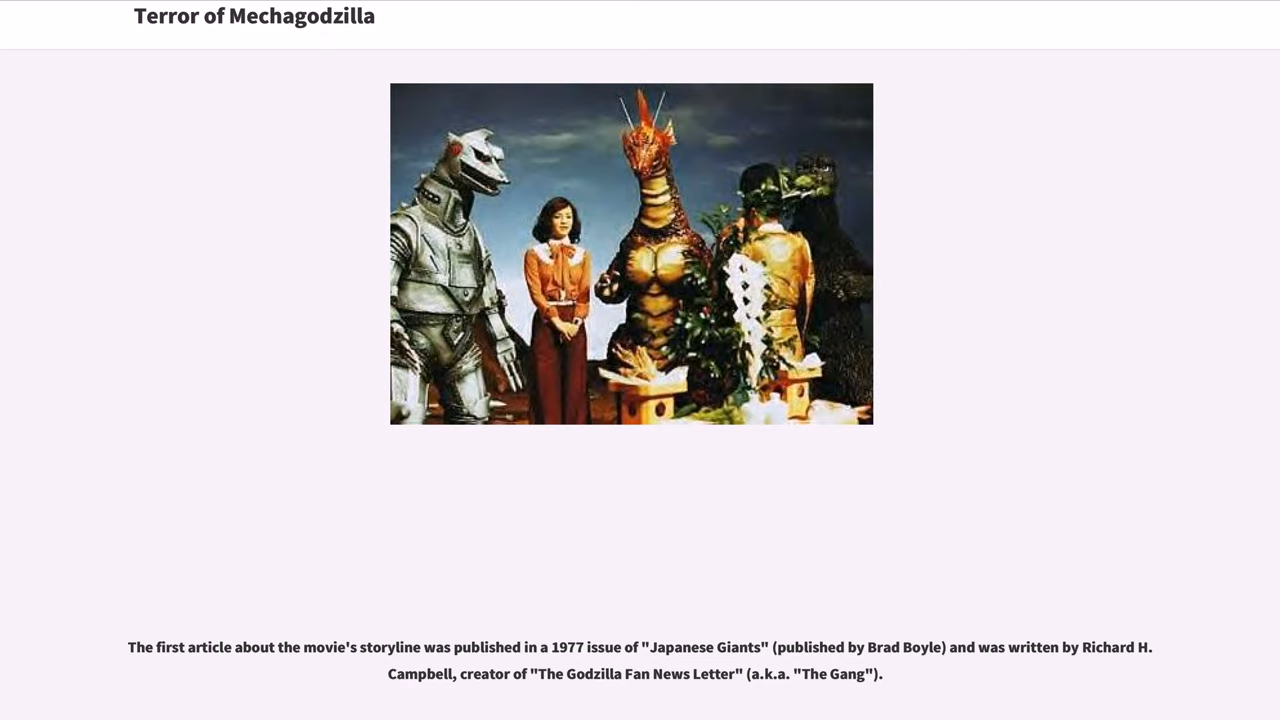 Terror of Mechagodzilla
The first article about the movie's storyline was published in a 1977 issue of "Japanese Giants" (published by Brad Boyle) and was written by Richard H.
Campbell, creator of "The Godzilla Fan News Letter" (a.k.a. "The Gang").